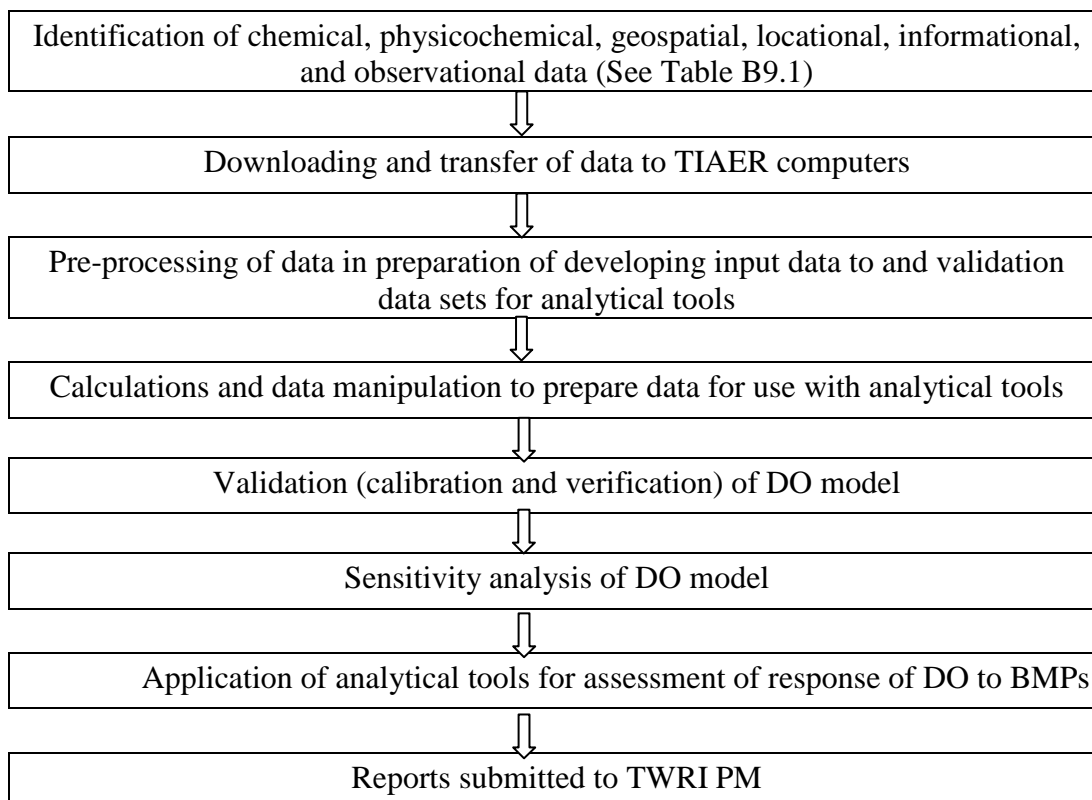 Identification of chemical, physicochemical, geospatial, locational, informational,
and observational data (See Table B9.1)
Downloading and transfer of data to TIAER computers
Pre-processing of data in preparation of developing input data to and validation
data sets for analytical tools
Calculations and data manipulation to prepare data for use with analytical tools
Validation (calibration and verification) of DO model
Sensitivity analysis of DO model
Application of analytical tools for assessment of response of DO to BMPs
Reports submitted to TWRI PM